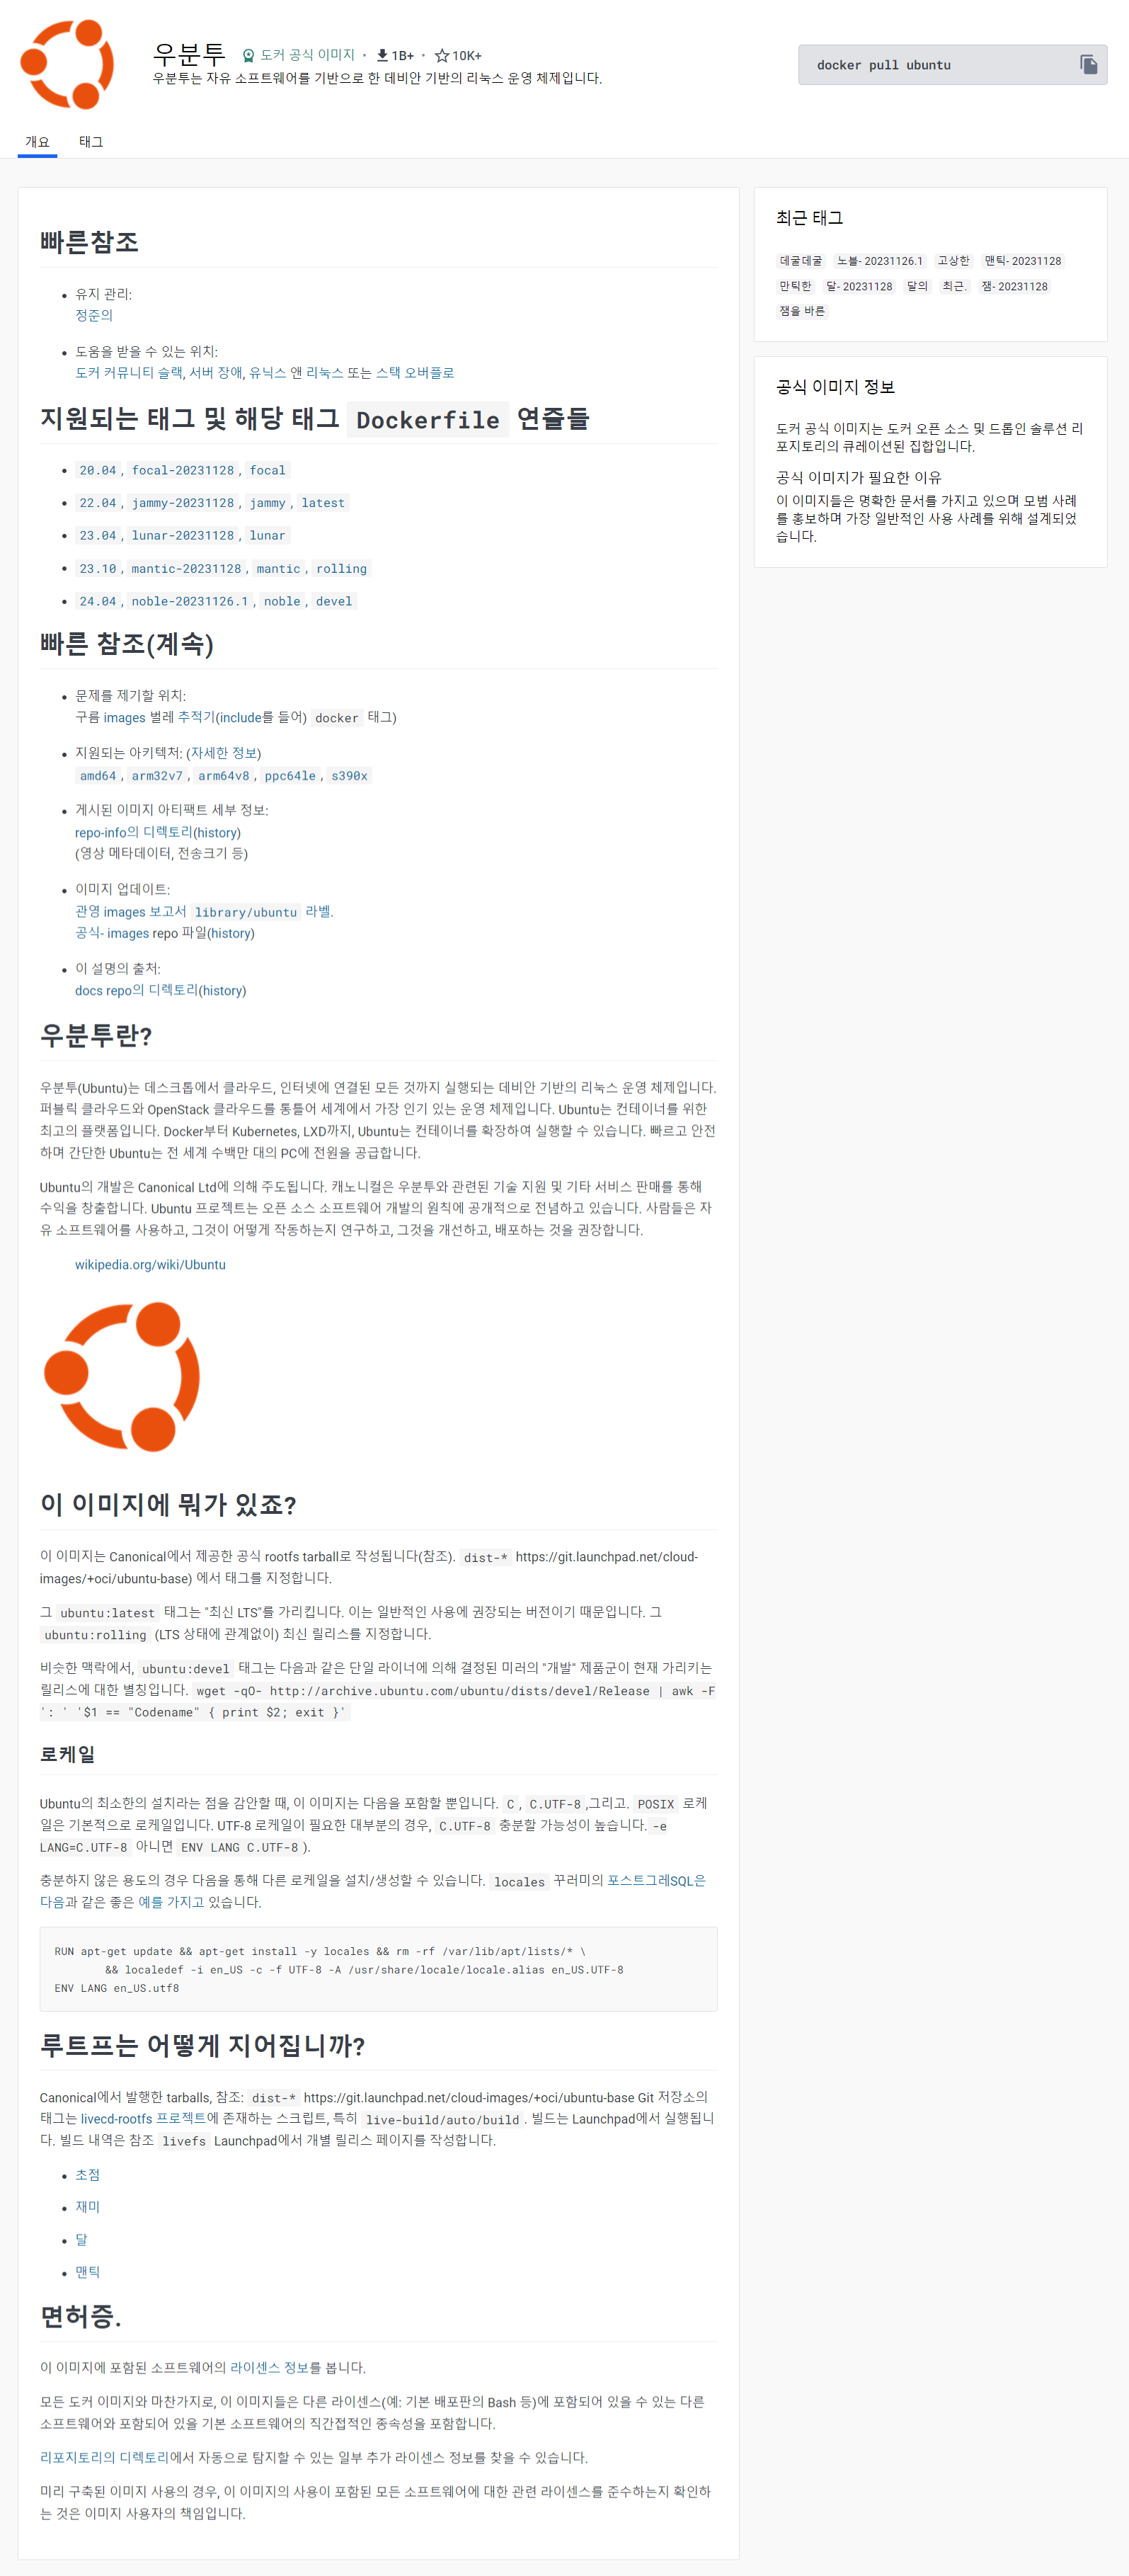 우분투 도커 공식 이미지 • 1B+ • 10K+
우분투는 자유 소프트웨어를 기반으로 한 데비안 기반의 리눅스 운영 체제입니다.
docker pull ubuntu
개요 태그
빠른참조
유지 관리:
정준의
도움을 받을 수 있는 위치:
도커 커뮤니티 슬랙, 서버 장애, 유닉스 앤 리눅스 또는 스택 오버플로
지원되는 태그 및 해당 태그 Dockerfile 연줄들
20.04, focal-20231128, focal
22.04, jammy-20231128, jammy, latest
23.04, lunar-20231128, lunar
23.10, mantic-20231128, mantic, rolling
24.04, noble-20231126.1, noble, devel
빠른 참조(계속)
문제를 제기할 위치:
구름 images 벌레 추적기(include를 들어) docker 태그)
지원되는 아키텍처: (자세한 정보)
amd64, arm32v7, arm64v8, ppc64le, s390x
게시된 이미지 아티팩트 세부 정보:
repo-info의 디렉토리(history)
(영상 메타데이터, 전송크기 등)
이미지 업데이트:
관영 images 보고서 library/ubuntu 라벨.
공식- images repo 파일(history)
이 설명의 출처:
docs repo의 디렉토리(history)
우분투란?
우분투(Ubuntu)는 데스크톱에서 클라우드, 인터넷에 연결된 모든 것까지 실행되는 데비안 기반의 리눅스 운영 체제입니다.
퍼블릭 클라우드와 OpenStack 클라우드를 통틀어 세계에서 가장 인기 있는 운영 체제입니다. Ubuntu는 컨테이너를 위한
최고의 플랫폼입니다. Docker부터 Kubernetes, LXD까지, Ubuntu는 컨테이너를 확장하여 실행할 수 있습니다. 빠르고 안전
하며 간단한 Ubuntu는 전 세계 수백만 대의 PC에 전원을 공급합니다.
Ubuntu의 개발은 Canonical Ltd에 의해 주도됩니다. 캐노니컬은 우분투와 관련된 기술 지원 및 기타 서비스 판매를 통해
수익을 창출합니다. Ubuntu 프로젝트는 오픈 소스 소프트웨어 개발의 원칙에 공개적으로 전념하고 있습니다. 사람들은 자
유 소프트웨어를 사용하고, 그것이 어떻게 작동하는지 연구하고, 그것을 개선하고, 배포하는 것을 권장합니다.
wikipedia.org/wiki/Ubuntu
이 이미지에 뭐가 있죠?
이 이미지는 Canonical에서 제공한 공식 rootfs tarball로 작성됩니다(참조). dist-* https://git.launchpad.net/cloud-
images/+oci/ubuntu-base) 에서 태그를 지정합니다.
그 ubuntu:latest 태그는 "최신 LTS"를 가리킵니다. 이는 일반적인 사용에 권장되는 버전이기 때문입니다. 그
ubuntu:rolling (LTS 상태에 관계없이) 최신 릴리스를 지정합니다.
비슷한 맥락에서, ubuntu:devel 태그는 다음과 같은 단일 라이너에 의해 결정된 미러의 "개발" 제품군이 현재 가리키는
릴리스에 대한 별칭입니다. wget -qO- http://archive.ubuntu.com/ubuntu/dists/devel/Release | awk -F
': ' '$1 == "Codename" { print $2; exit }'
로케일
Ubuntu의 최소한의 설치라는 점을 감안할 때, 이 이미지는 다음을 포함할 뿐입니다. C, C.UTF-8,그리고. POSIX 로케
일은 기본적으로 로케일입니다. UTF-8 로케일이 필요한 대부분의 경우, C.UTF-8 충분할 가능성이 높습니다. -e
LANG=C.UTF-8 아니면 ENV LANG C.UTF-8 ).
충분하지 않은 용도의 경우 다음을 통해 다른 로케일을 설치/생성할 수 있습니다. locales 꾸러미의 포스트그레SQL은
다음과 같은 좋은 예를 가지고 있습니다.
RUN apt-get update && apt-get install -y locales && rm -rf /var/lib/apt/lists/* \
&& localedef -i en_US -c -f UTF-8 -A /usr/share/locale/locale.alias en_US.UTF-8
ENV LANG en_US.utf8
루트프는 어떻게 지어집니까?
Canonical에서 발행한 tarballs, 참조: dist-* https://git.launchpad.net/cloud-images/+oci/ubuntu-base Git 저장소의
태그는 livecd-rootfs 프로젝트에 존재하는 스크립트, 특히 live-build/auto/build. 빌드는 Launchpad에서 실행됩니
다. 빌드 내역은 참조 livefs Launchpad에서 개별 릴리스 페이지를 작성합니다.
초점
재미
달
맨틱
면허증.
이 이미지에 포함된 소프트웨어의 라이센스 정보를 봅니다.
모든 도커 이미지와 마찬가지로, 이 이미지들은 다른 라이센스(예: 기본 배포판의 Bash 등)에 포함되어 있을 수 있는 다른
소프트웨어와 포함되어 있을 기본 소프트웨어의 직간접적인 종속성을 포함합니다.
리포지토리의 디렉토리에서 자동으로 탐지할 수 있는 일부 추가 라이센스 정보를 찾을 수 있습니다.
미리 구축된 이미지 사용의 경우, 이 이미지의 사용이 포함된 모든 소프트웨어에 대한 관련 라이센스를 준수하는지 확인하
는 것은 이미지 사용자의 책임입니다.
최근 태그
데굴데굴 노블- 20231126.1 고상한 맨틱- 20231128
만틱한 달- 20231128 달의 최근. 잼- 20231128
잼을 바른
공식 이미지 정보
도커 공식 이미지는 도커 오픈 소스 및 드롭인 솔루션 리
포지토리의 큐레이션된 집합입니다.
공식 이미지가 필요한 이유
이 이미지들은 명확한 문서를 가지고 있으며 모범 사례
를 홍보하며 가장 일반적인 사용 사례를 위해 설계되었
습니다.